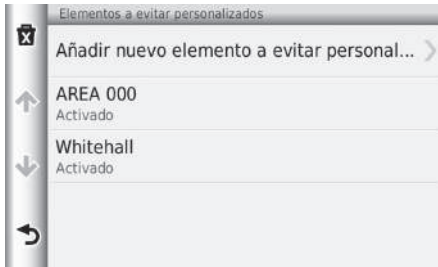 Elementos a evitar personalizados
Añadir nuevo elemento a evitar personal...
AREA 000
Activado
Whitehall
Activado